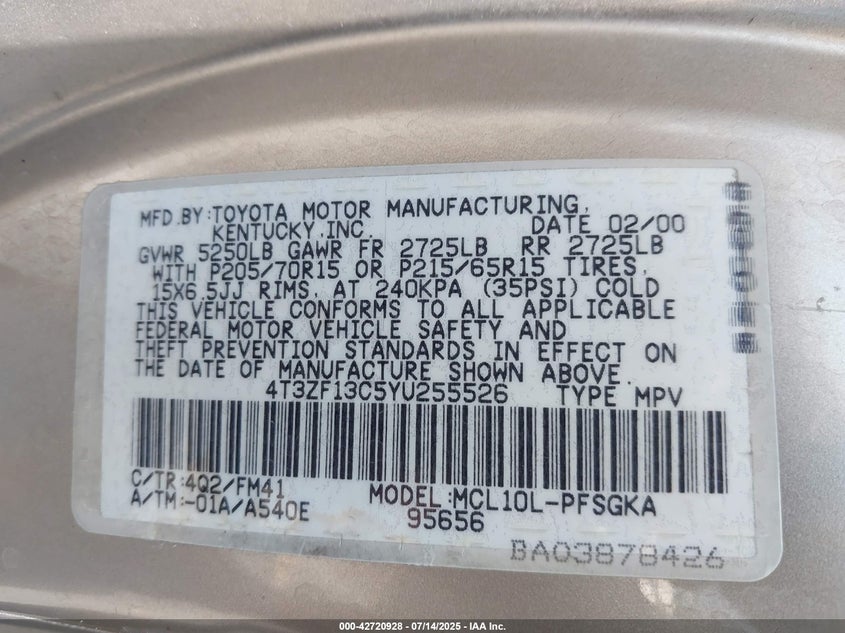 MFD.BY:TOYOTA MOTOR MANUFACTURING,
KENTUCKY,INC. DATE 02/00
GVWR 5250LB GAWR FR 2725LB RR 2725LB
WITH P205/70R15 OR P215/65R15 TIRES,
15X6.5JJ RIMS, AT 240KPA (35PSI) COLD
THIS VEHICLE CONFORMS TO ALL APPLICABLE
FEDERAL MOTOR VEHICLE SAFETY AND
THEFT PREVENTION STANDARDS IN EFFECT ON
THE DATE OF MANUFACTURE SHOWN ABOVE.
4T3ZF13C5YU255526 TYPE MPV
C/TR:4Q2/FM41
A/TM:-01A/A540E
MODEL:MCL10L-PFSGKA
95656
BA03878426
000-42720928 - 07/14/2025 - IAA Inc.